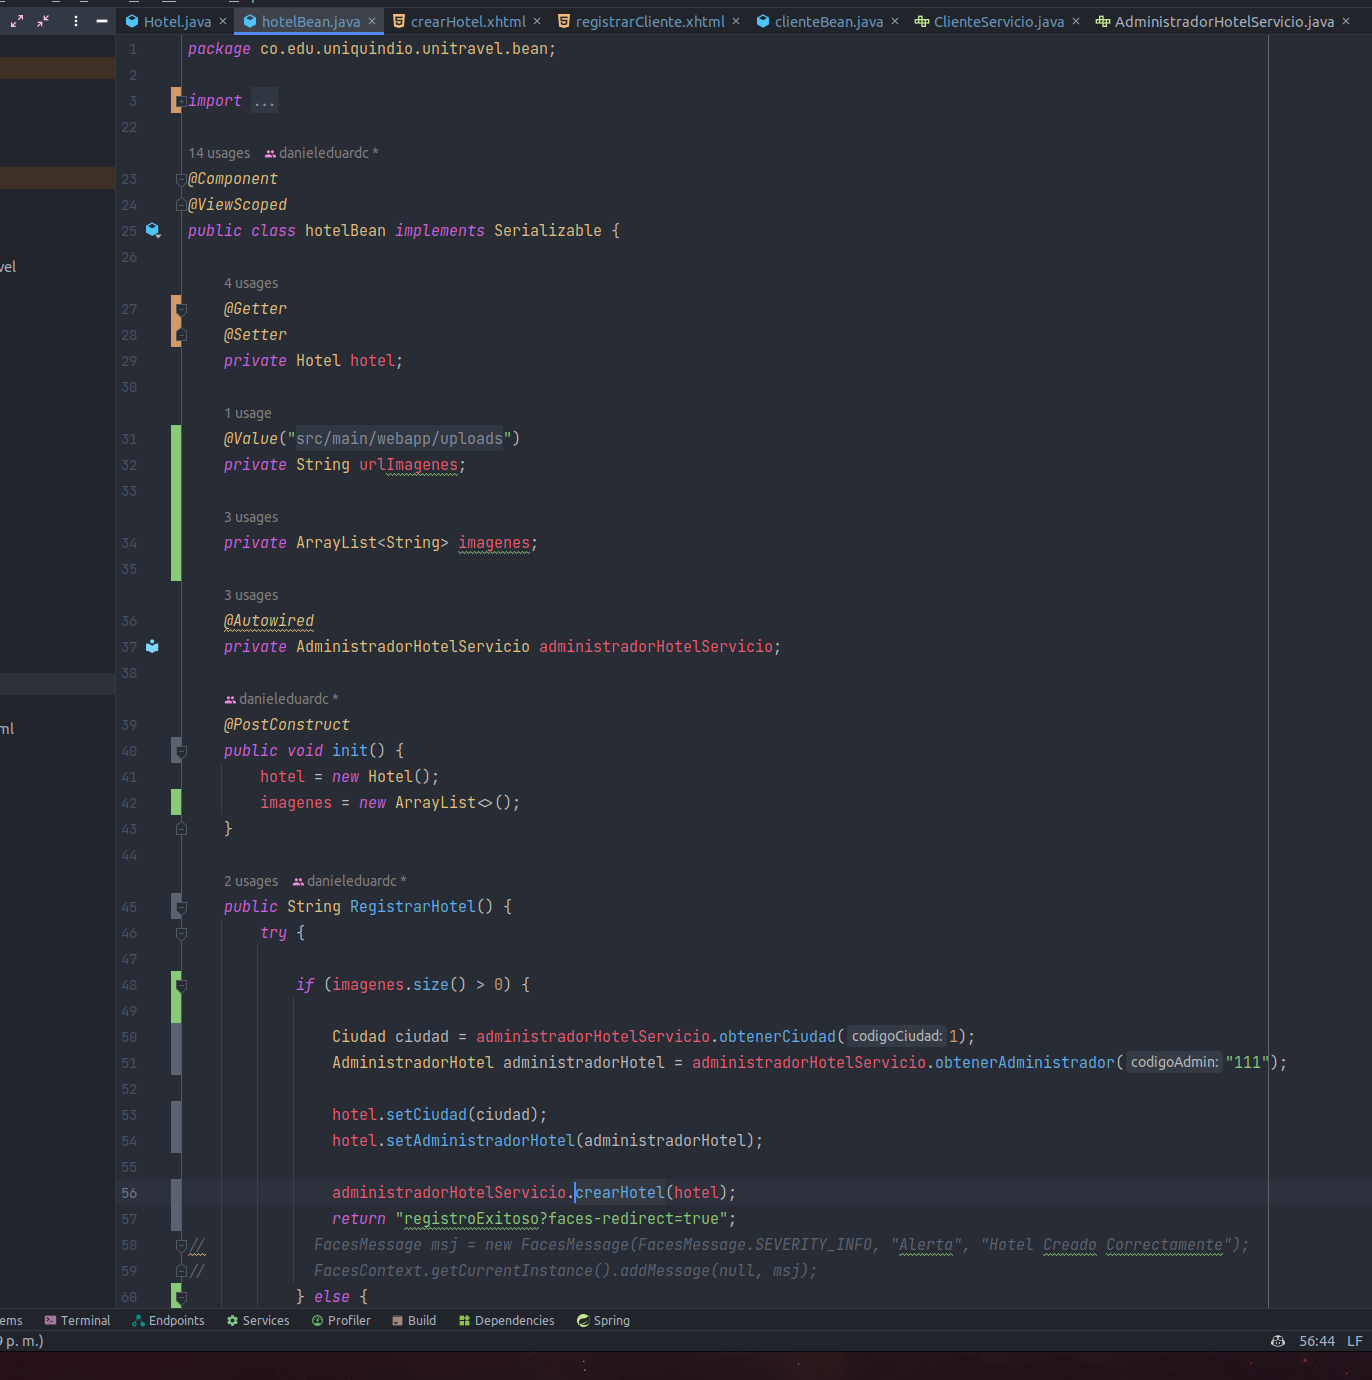 Hotel.java × hotelBean.java × crearHotel.xhtml × registrarCliente.xhtml × clienteBean.java × ClienteServicio.java × AdministradorHotelServicio.java ×
1 package co.edu.uniquindio.unitravel.bean;
2
3 import ...
22
14 usages danieleduardc *
23 @Component
24 @ViewScoped
25 public class hotelBean implements Serializable {
26
vel
4 usages
27 @Getter
28 @Setter
29 private Hotel hotel;
30
1 usage
31 @Value("src/main/webapp/uploads")
32 private String urlImagenes;
33
3 usages
34 private ArrayList<String> imagenes;
35
3 usages
36 @Autowired
37 private AdministradorHotelServicio administradorHotelServicio;
38
danieleduardc *
ml
39 @PostConstruct
40 public void init() {
41 hotel = new Hotel();
42 imagenes = new ArrayList<>();
43 }
44
2 usages danieleduardc *
45 public String RegistrarHotel() {
46 try {
47
48 if (imagenes.size() > 0) {
49
50 Ciudad ciudad = administradorHotelServicio.obtenerCiudad( codigoCiudad: 1);
51 AdministradorHotel administradorHotel = administradorHotelServicio.obtenerAdministrador( codigoAdmin: "111");
52
53 hotel.setCiudad(ciudad);
54 hotel.setAdministradorHotel(administradorHotel);
55
56 administradorHotelServicio.crearHotel(hotel);
57 return "registroExitoso?faces-redirect=true";
58 // FacesMessage msj = new FacesMessage(FacesMessage.SEVERITY_INFO, "Alerta", "Hotel Creado Correctamente");
59 // FacesContext.getCurrentInstance().addMessage(null, msj);
60 } else {
ems Terminal Endpoints Services Profiler Build Dependencies Spring
p. m.) 56:44 LF